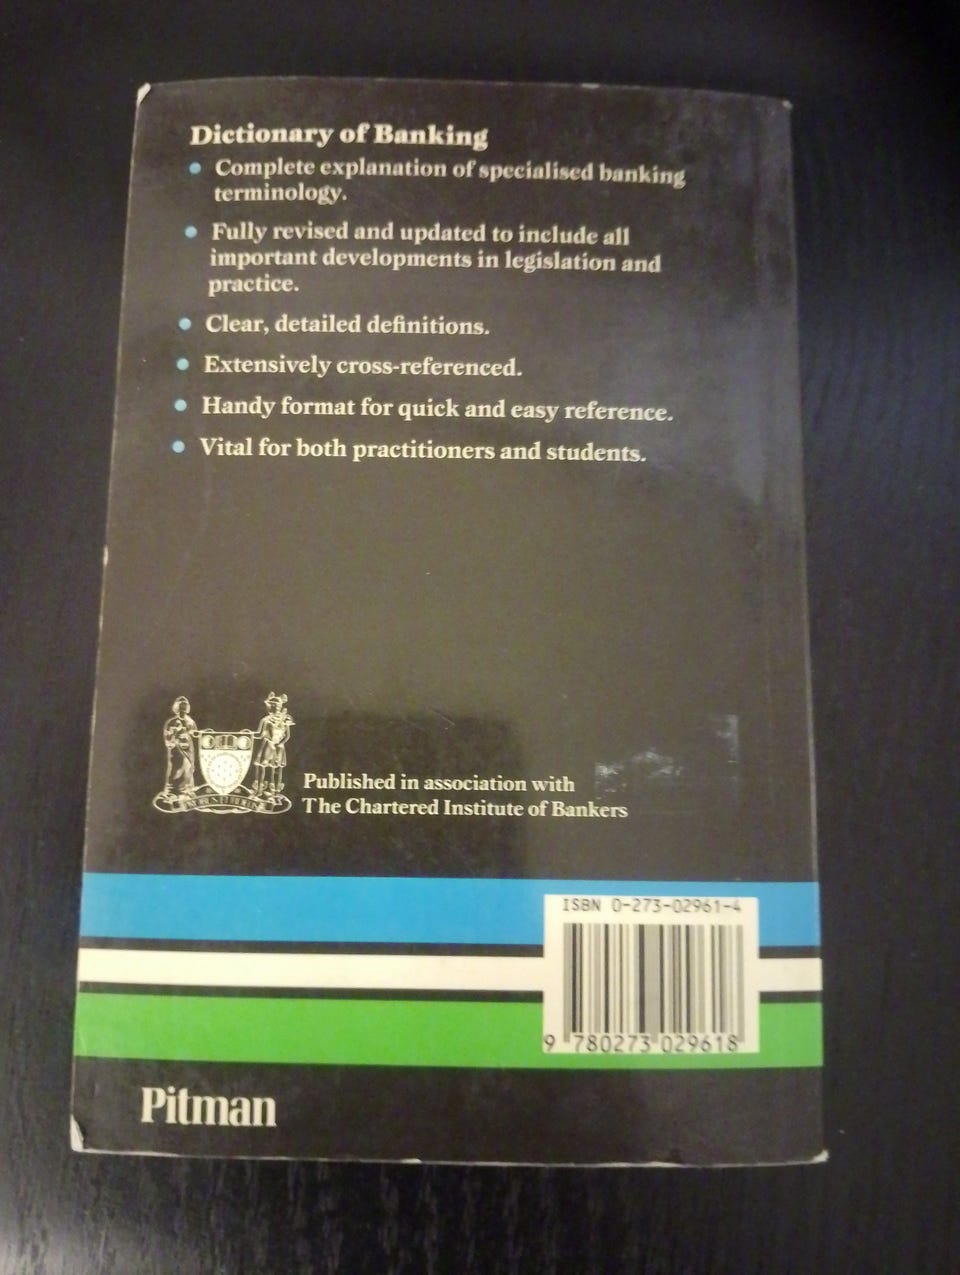 Dictionary of Banking
• Complete explanation of specialised banking
terminology.
• Fully revised and updated to include all
important developments in legislation and
practice.
• Clear, detailed definitions.
• Extensively cross-referenced.
• Handy format for quick and easy reference.
• Vital for both practitioners and students.
Published in association with
The Chartered Institute of Bankers
ISBN 0-273-02961-4
9 780273 029618
Pitman